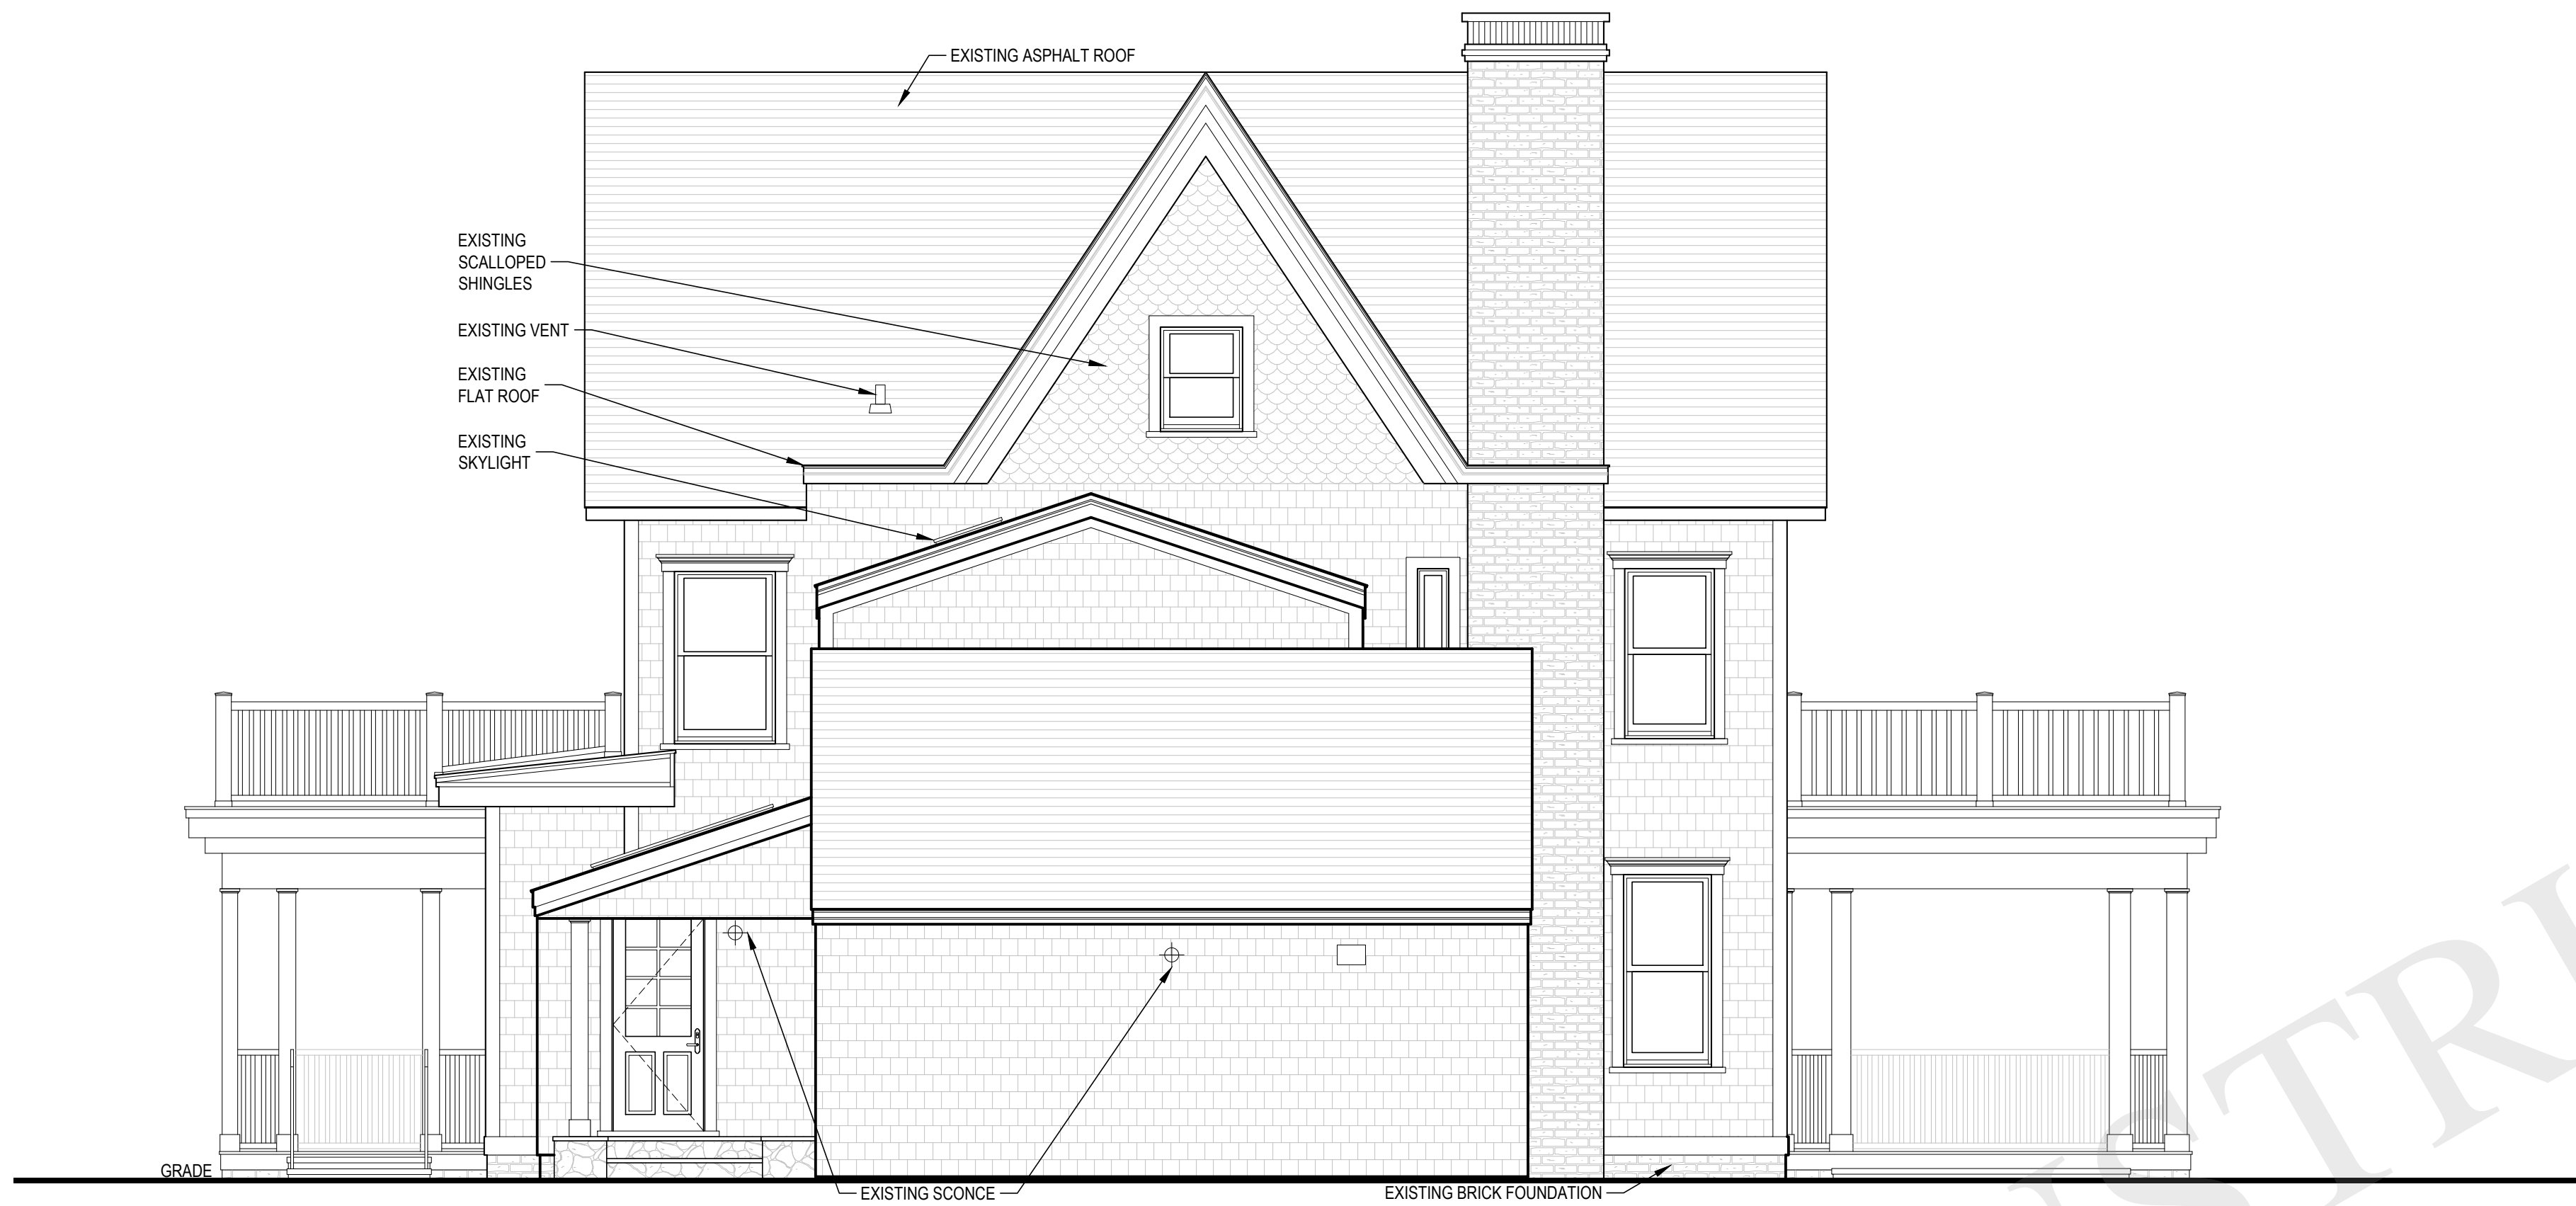 EXISTING ASPHALT ROOF
EXISTING
SCALLOPED
SHINGLES
EXISTING VENT
EXISTING
FLAT ROOF
EXISTING
SKYLIGHT
GRADE
EXISTING SCONCE
EXISTING BRICK FOUNDATION
STRI